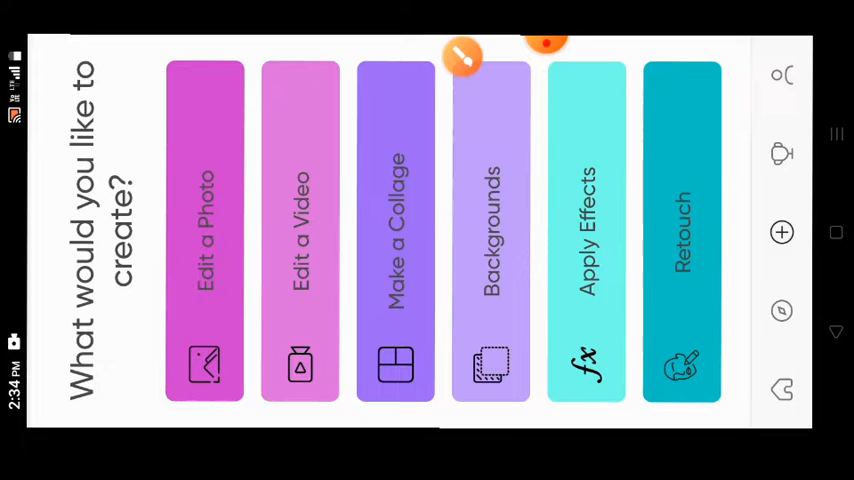 2:34 PM
What would you like to
create?
Edit a Photo
Edit a Video
Make a Collage
Backgrounds
fx Apply Effects
Retouch